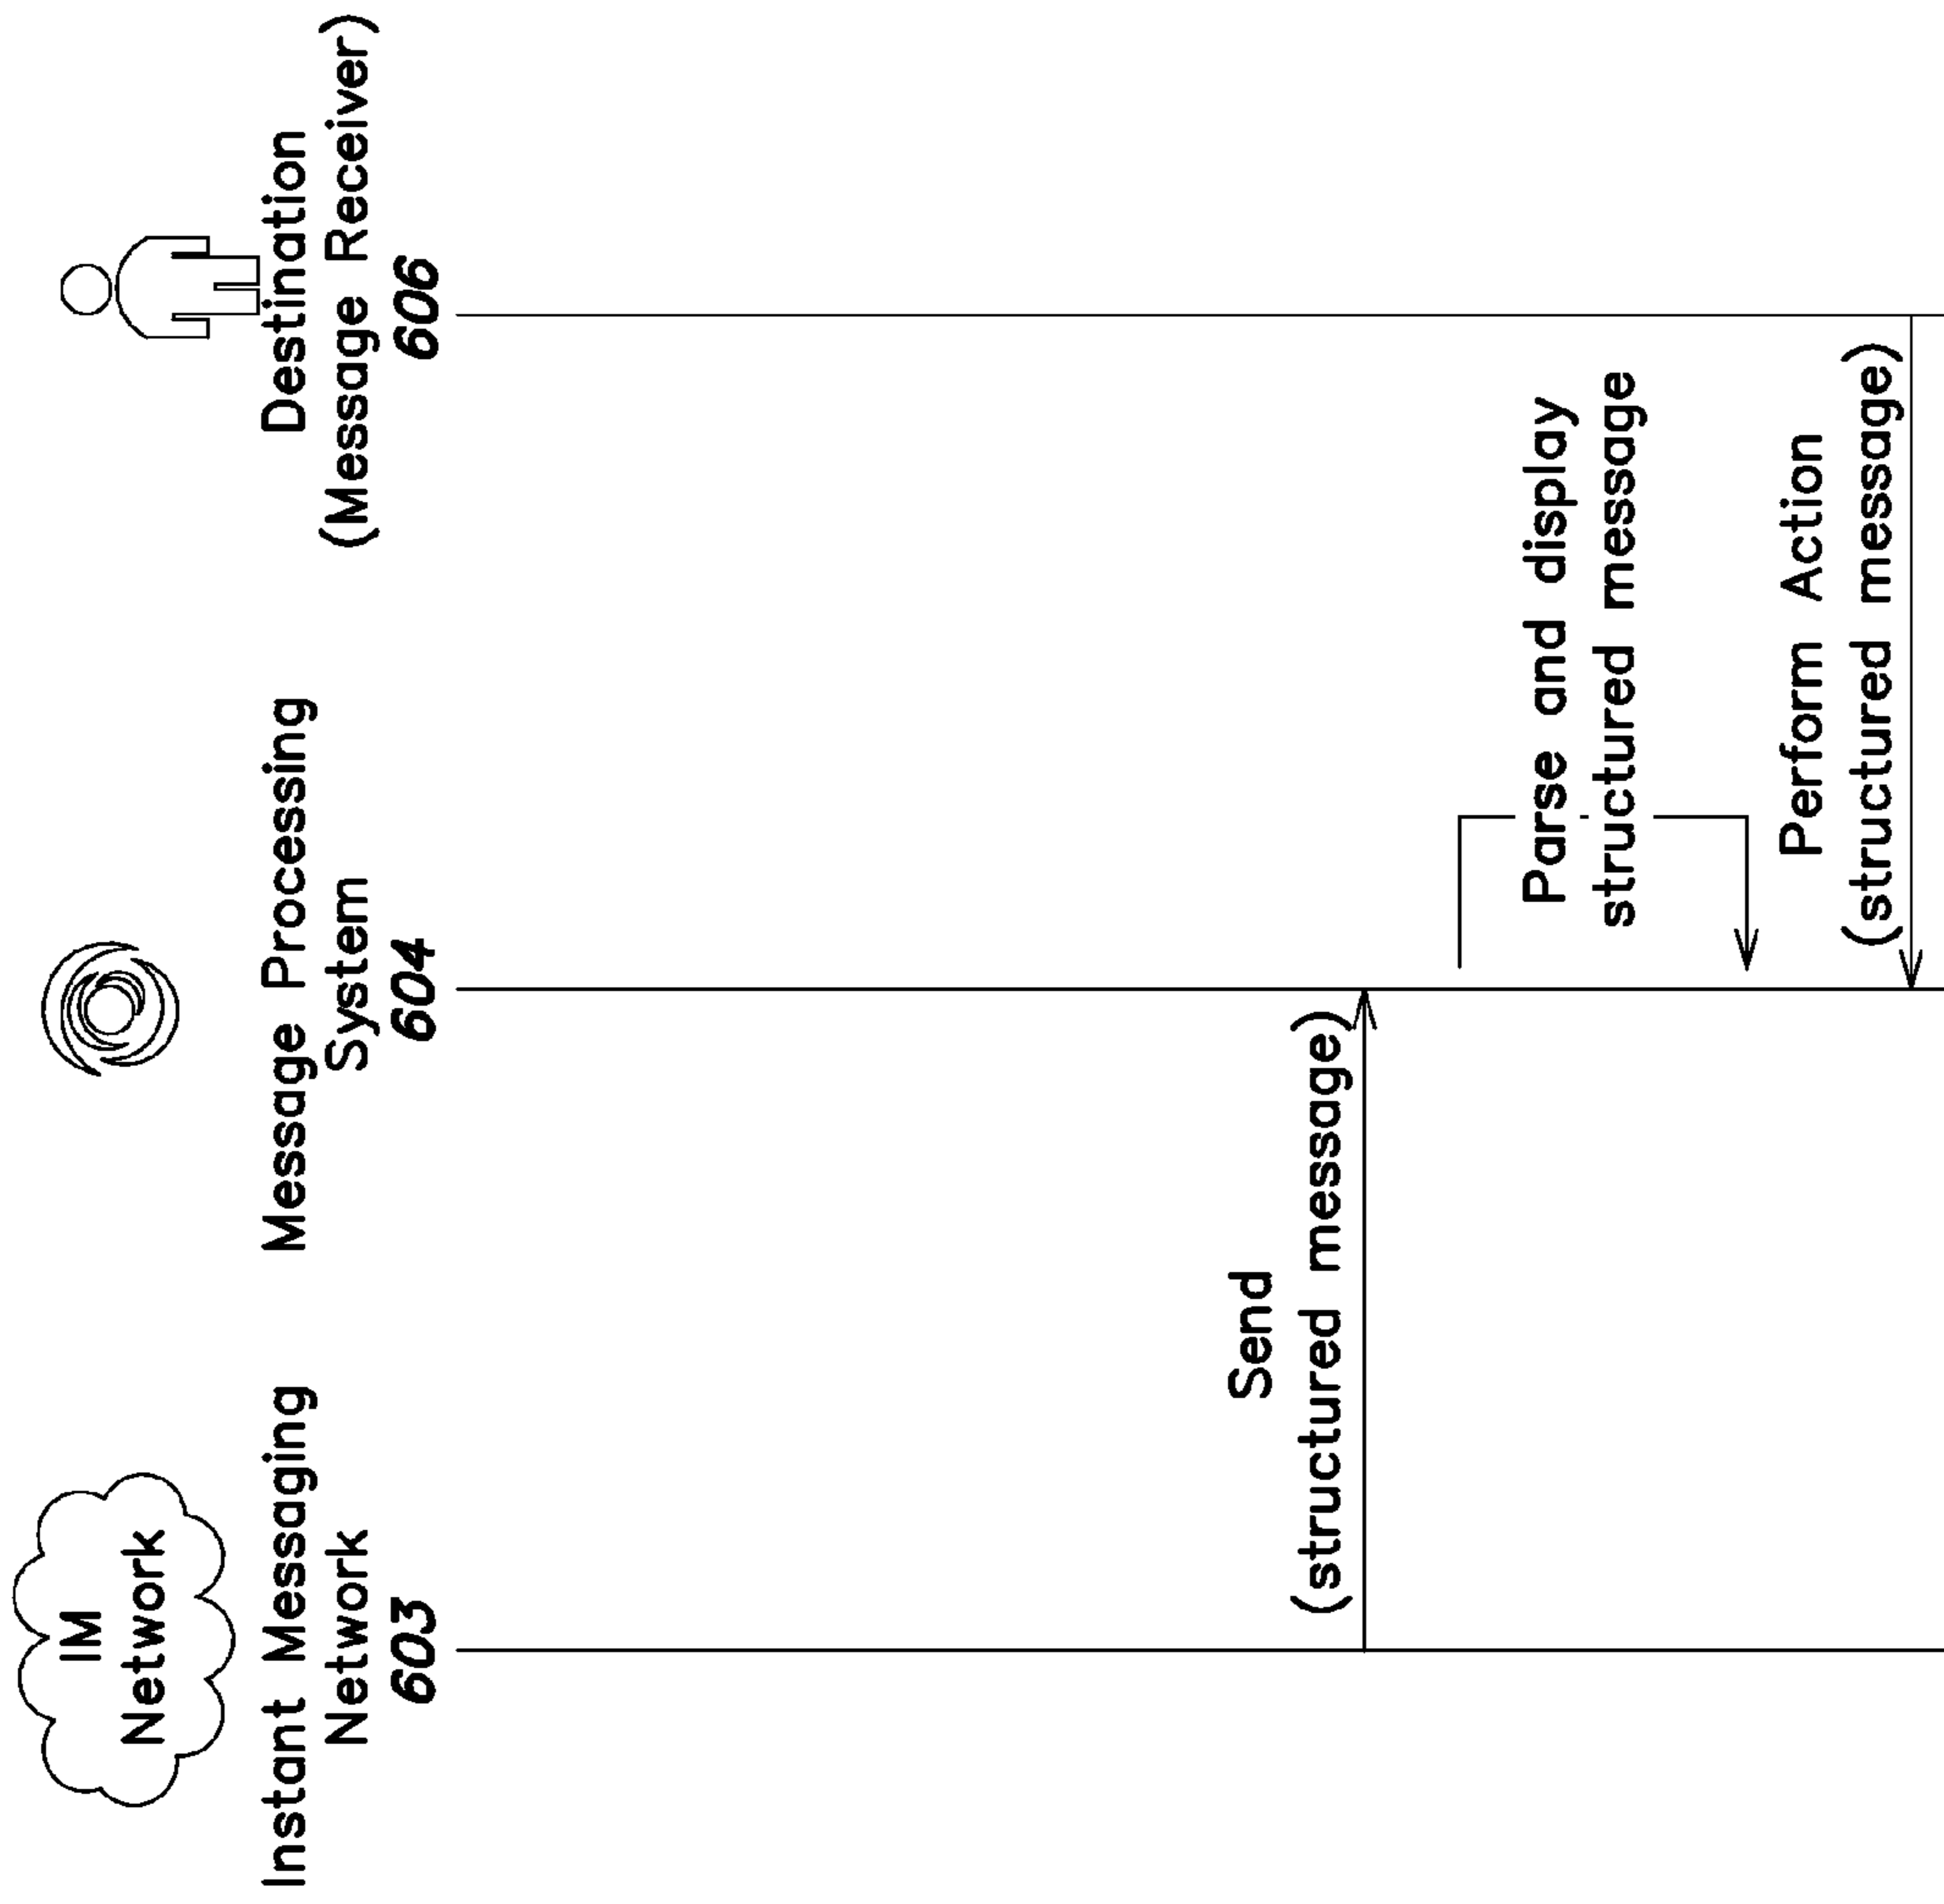 IM
Network
Instant Messaging
Network
603
Message Processing
System
604
Destination
(Message Receiver)
606
Send
(structured message)
Parse and display
structured message
Perform Action
(structured message)